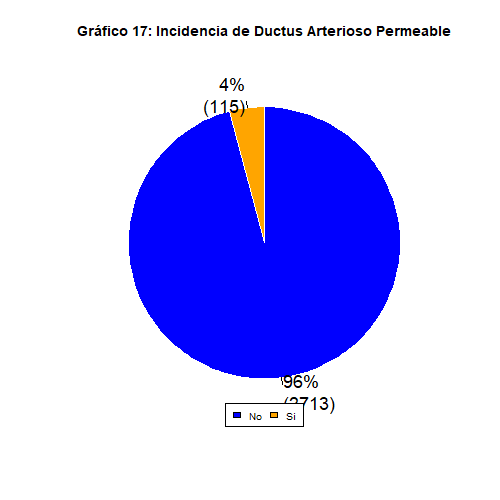 Gráfico 17: Incidencia de Ductus Arterioso Permeable
4%
(115)
96%
(2713)
No Si